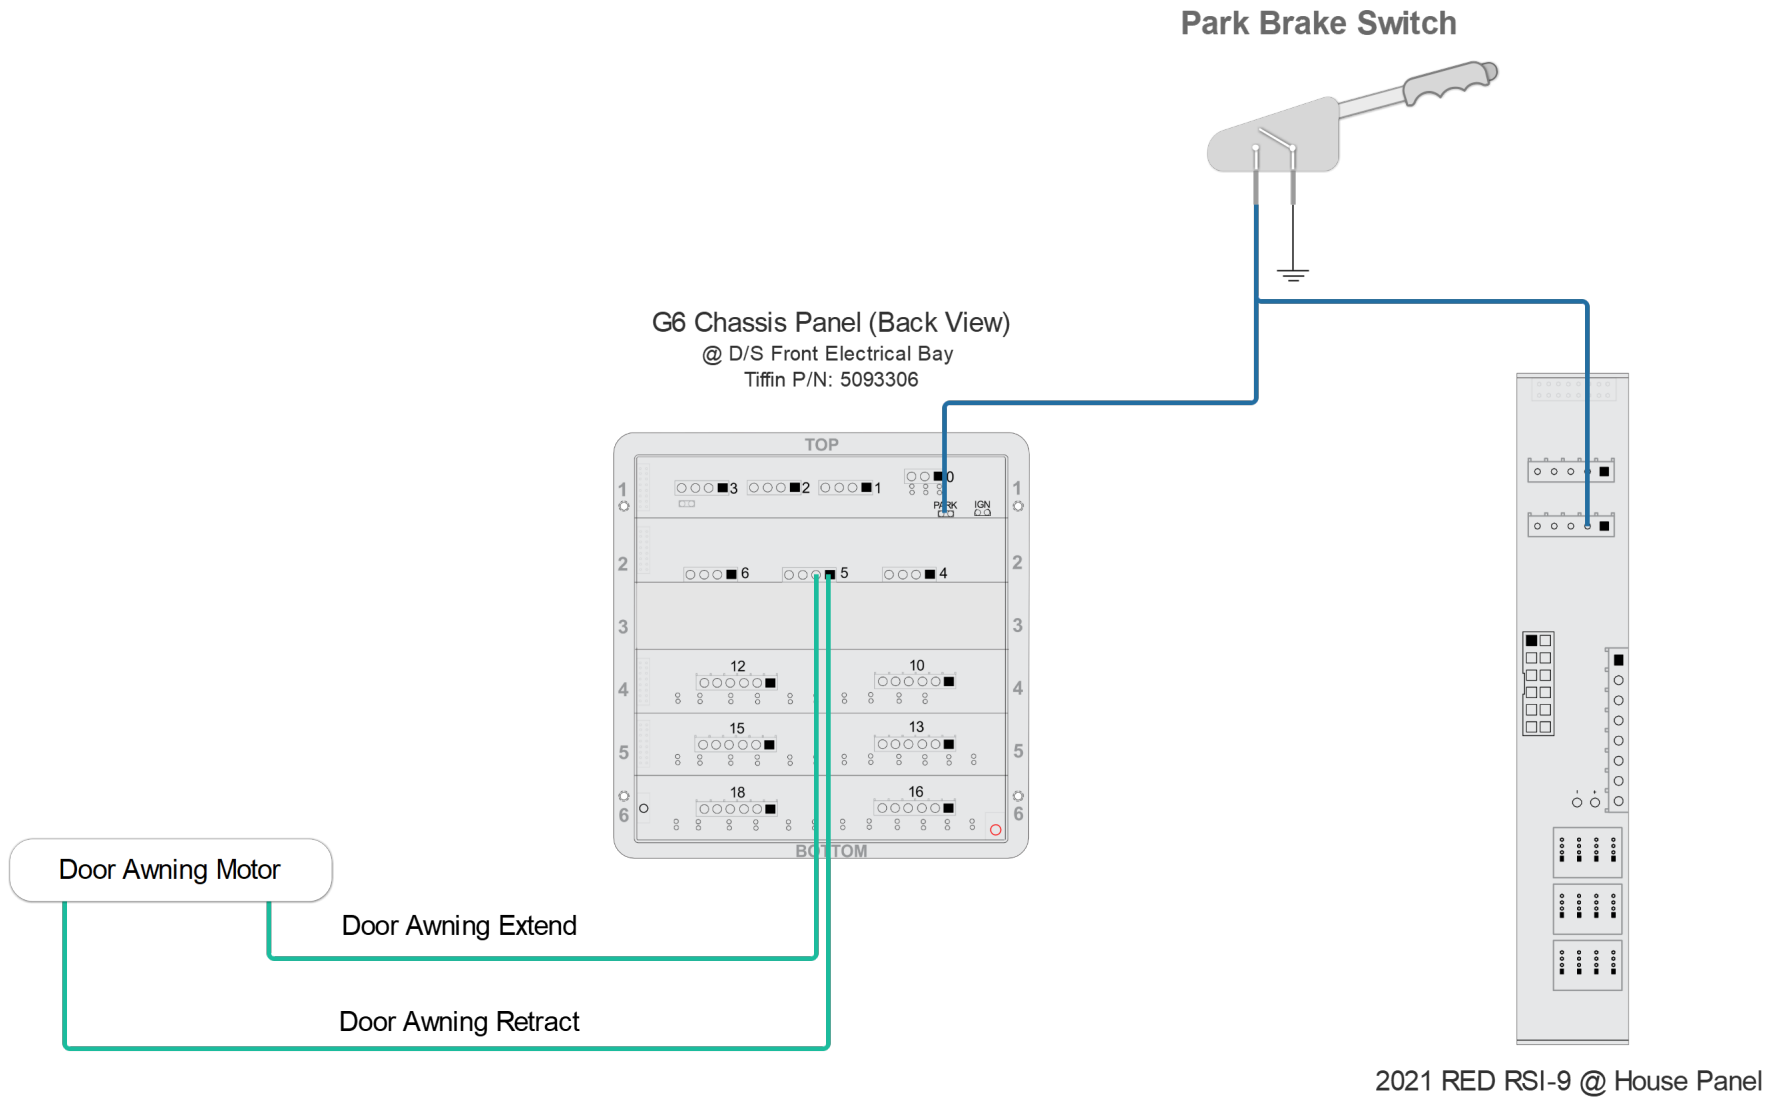 Park Brake Switch
G6 Chassis Panel (Back View)
@ D/S Front Electrical Bay
Tiffin P/N: 5093306
TOP
1 3 2 1 0 1
PARK IGN
2 6 5 4 2
3 3
12 10
4 4
15 13
5 5
18 16
6 6
BOTTOM
Door Awning Motor
Door Awning Extend
Door Awning Retract
2021 RED RSI-9 @ House Panel